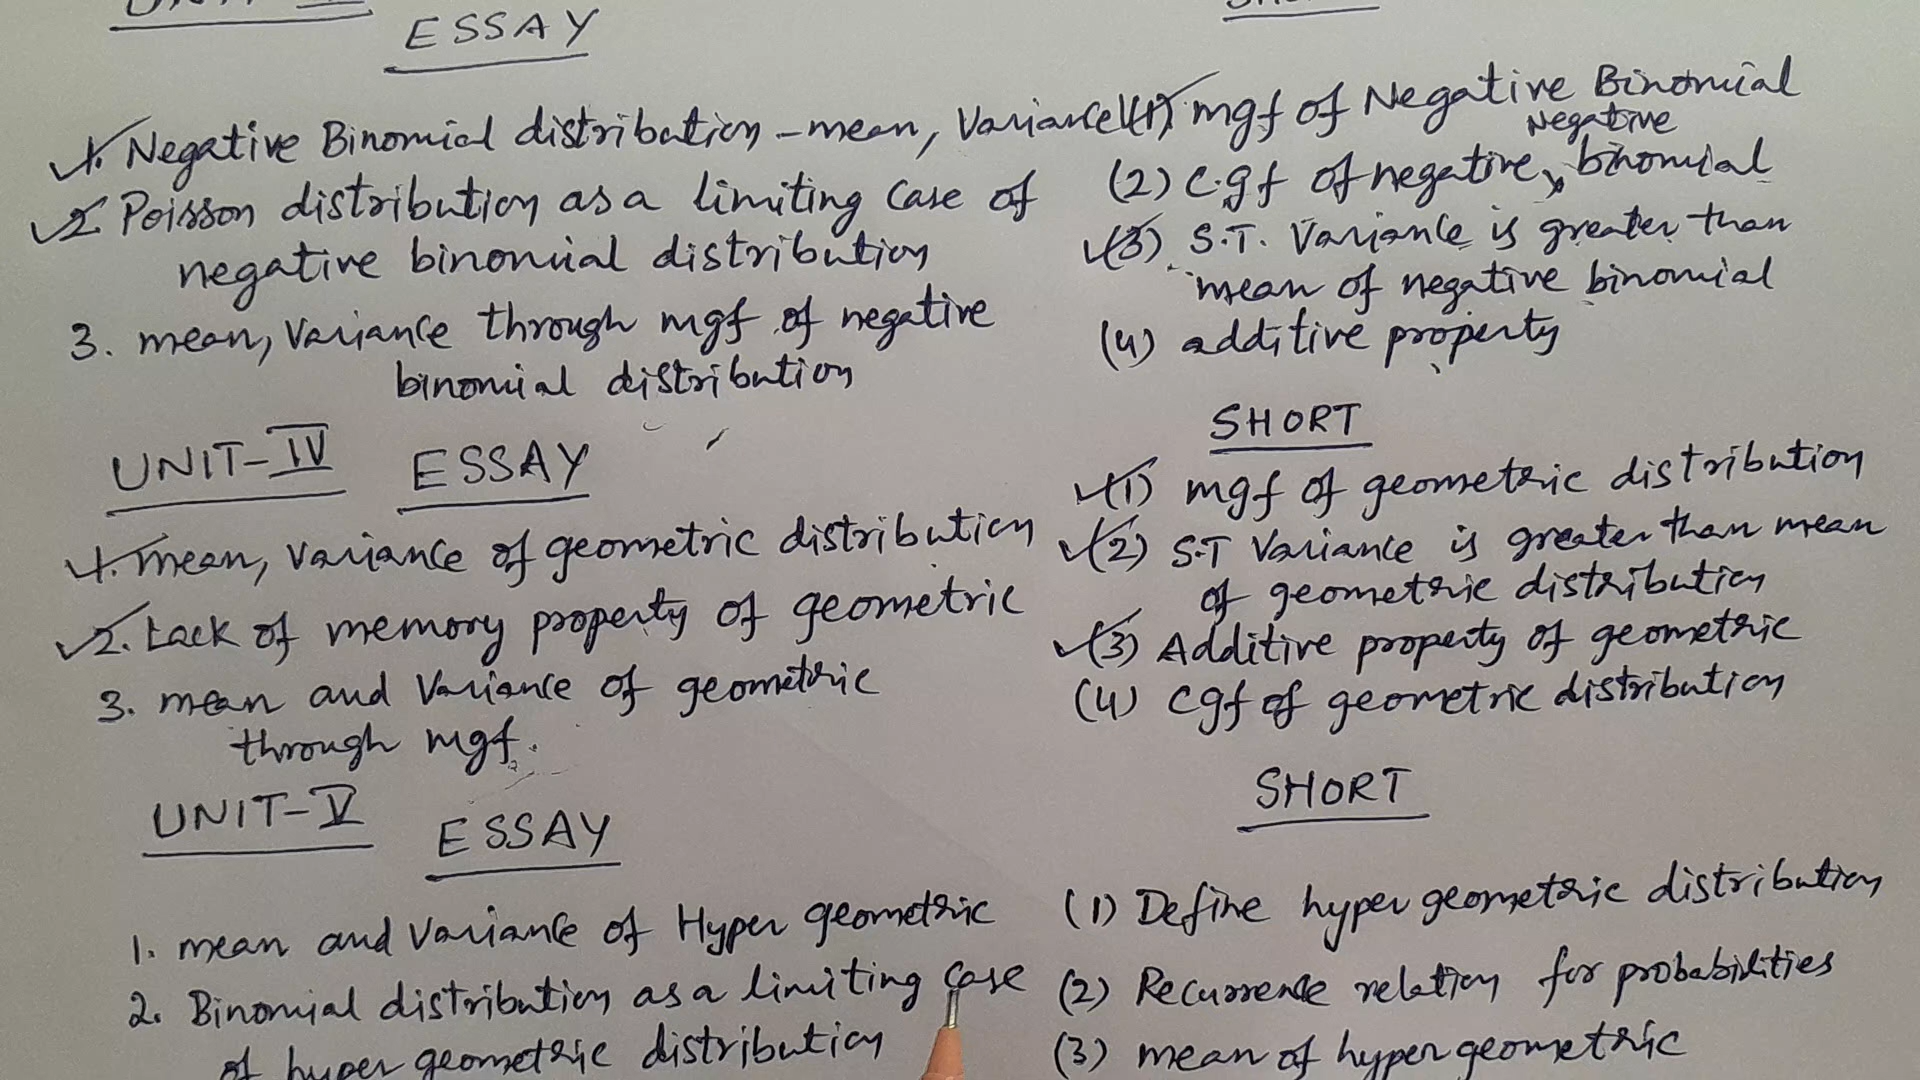 ESSAY
1. Negative Binomial distribution - mean, Variance
2. Poisson distribution as a limiting case of
negative binomial distribution
3. mean, Variance through mgf of negative
binomial distribution
(1) mgf of Negative Binomial
Negative
(2) c.g.f of negative binomial
(3) S.T. Variance is greater than
mean of negative binomial
(4) additive property
UNIT-IV ESSAY
1. mean, Variance of geometric distribution
2. Lack of memory property of geometric
3. mean and Variance of geometric
through mgf.
SHORT
(1) mgf of geometric distribution
(2) S.T Variance is greater than mean
of geometric distribution
(3) Additive property of geometric
(4) cgf of geometric distribution
UNIT-V ESSAY
1. mean and Variance of Hyper geometric
2. Binomial distribution as a limiting case
of hyper geometric distribution
SHORT
(1) Define hyper geometric distribution
(2) Recurrence relation for probabilities
(3) mean of hyper geometric